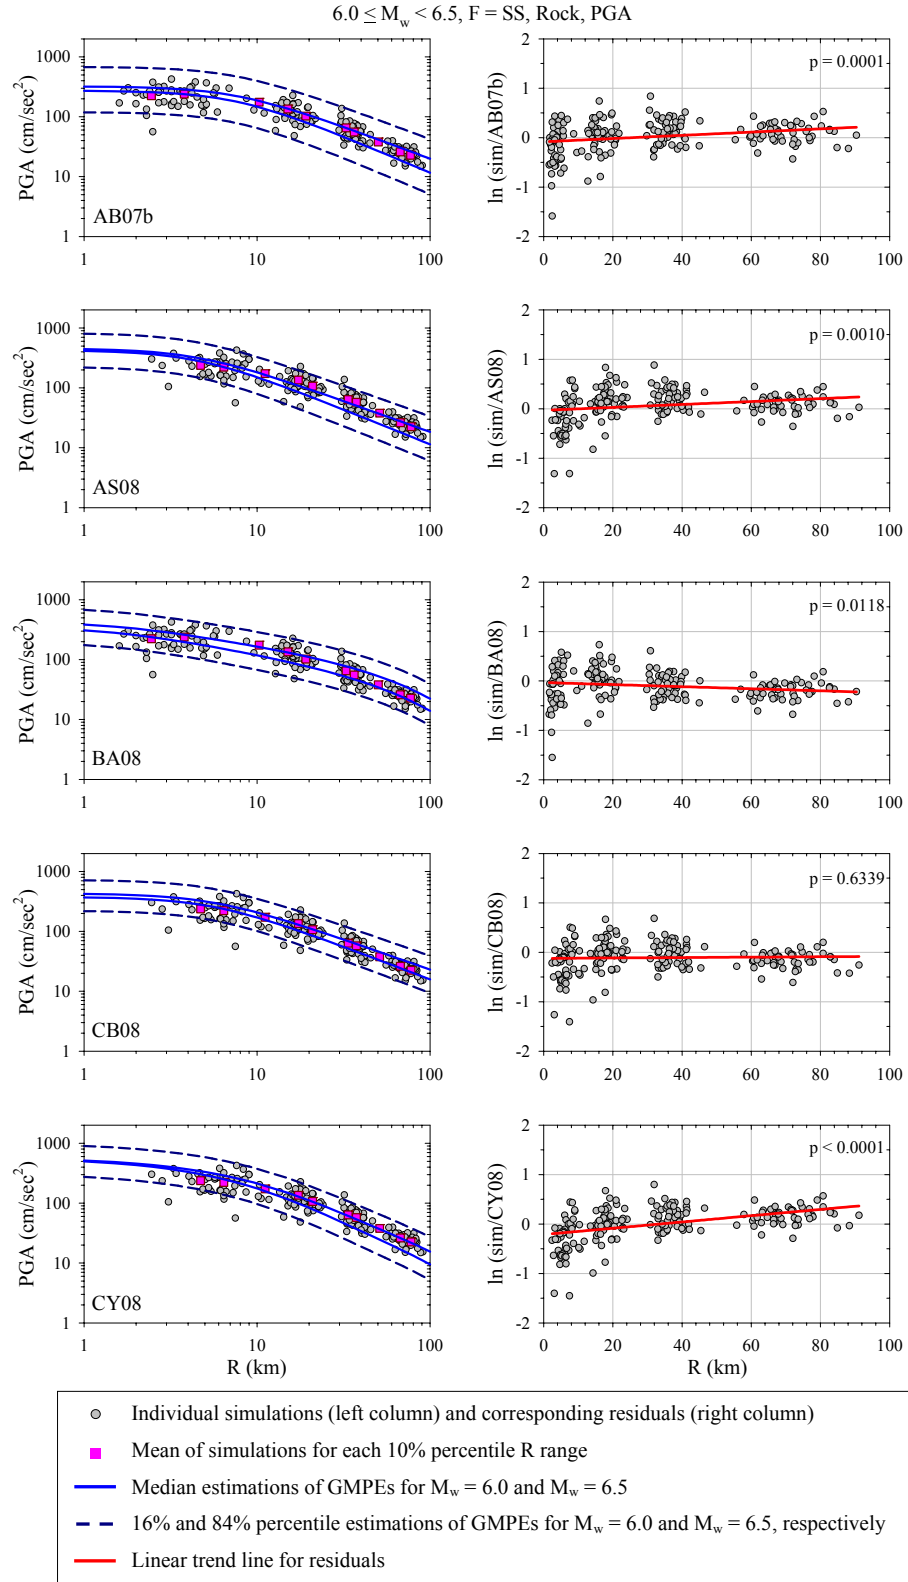 6.0 ≤ Mw < 6.5, F = SS, Rock, PGA
PGA (cm/sec²)
1000
100
10
1
AB07b
1 10 100
ln (sim/AB07b)
2
1
0
-1
-2
p = 0.0001
0 20 40 60 80 100
PGA (cm/sec²)
1000
100
10
1
AS08
1 10 100
ln (sim/AS08)
2
1
0
-1
-2
p = 0.0010
0 20 40 60 80 100
PGA (cm/sec²)
1000
100
10
1
BA08
1 10 100
ln (sim/BA08)
2
1
0
-1
-2
p = 0.0118
0 20 40 60 80 100
PGA (cm/sec²)
1000
100
10
1
CB08
1 10 100
ln (sim/CB08)
2
1
0
-1
-2
p = 0.6339
0 20 40 60 80 100
PGA (cm/sec²)
1000
100
10
1
CY08
1 10 100
R (km)
ln (sim/CY08)
2
1
0
-1
-2
p < 0.0001
0 20 40 60 80 100
R (km)
Individual simulations (left column) and corresponding residuals (right column)
Mean of simulations for each 10% percentile R range
Median estimations of GMPEs for Mw = 6.0 and Mw = 6.5
16% and 84% percentile estimations of GMPEs for Mw = 6.0 and Mw = 6.5, respectively
Linear trend line for residuals